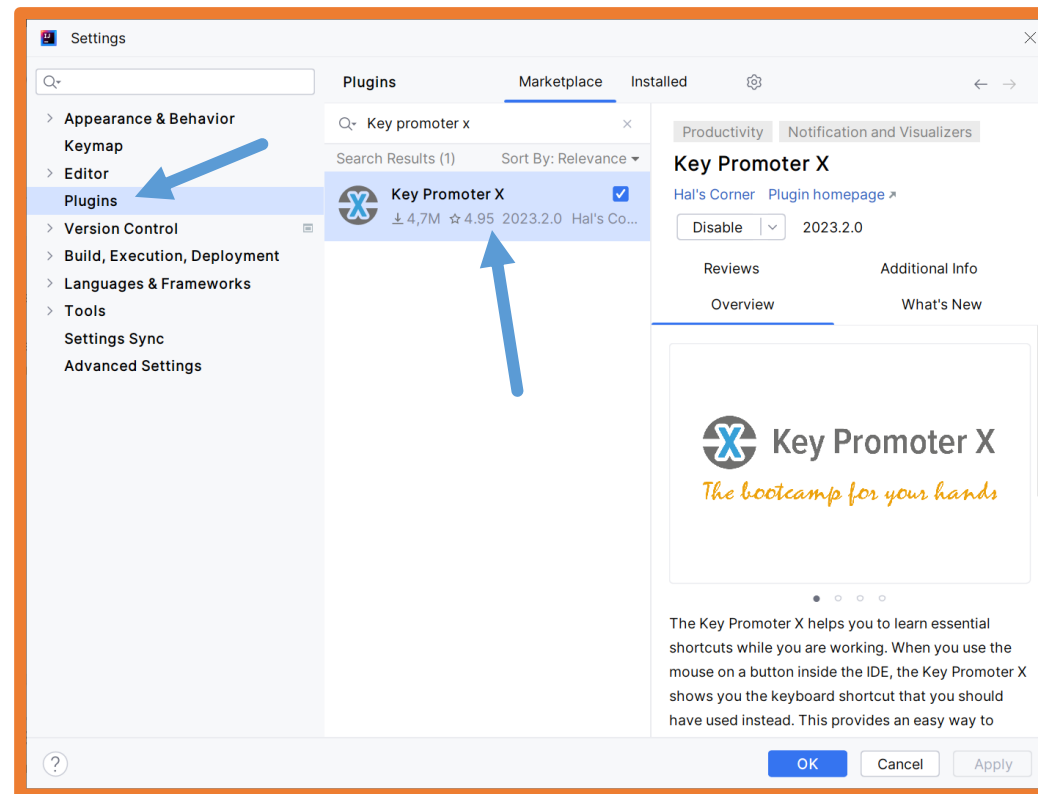 Settings
Plugins
Marketplace
Installed
Appearance & Behavior
Keymap
Editor
Plugins
Version Control
Build, Execution, Deployment
Languages & Frameworks
Tools
Settings Sync
Advanced Settings
Key promoter x
Search Results (1) Sort By: Relevance
Key Promoter X
4,7M 4.95 2023.2.0 Hal's Co...
Productivity Notification and Visualizers
Key Promoter X
Hal's Corner Plugin homepage
Disable 2023.2.0
Reviews Additional Info
Overview What's New
Key Promoter X
The bootcamp for your hands
The Key Promoter X helps you to learn essential
shortcuts while you are working. When you use the
mouse on a button inside the IDE, the Key Promoter X
shows you the keyboard shortcut that you should
have used instead. This provides an easy way to
? OK Cancel Apply